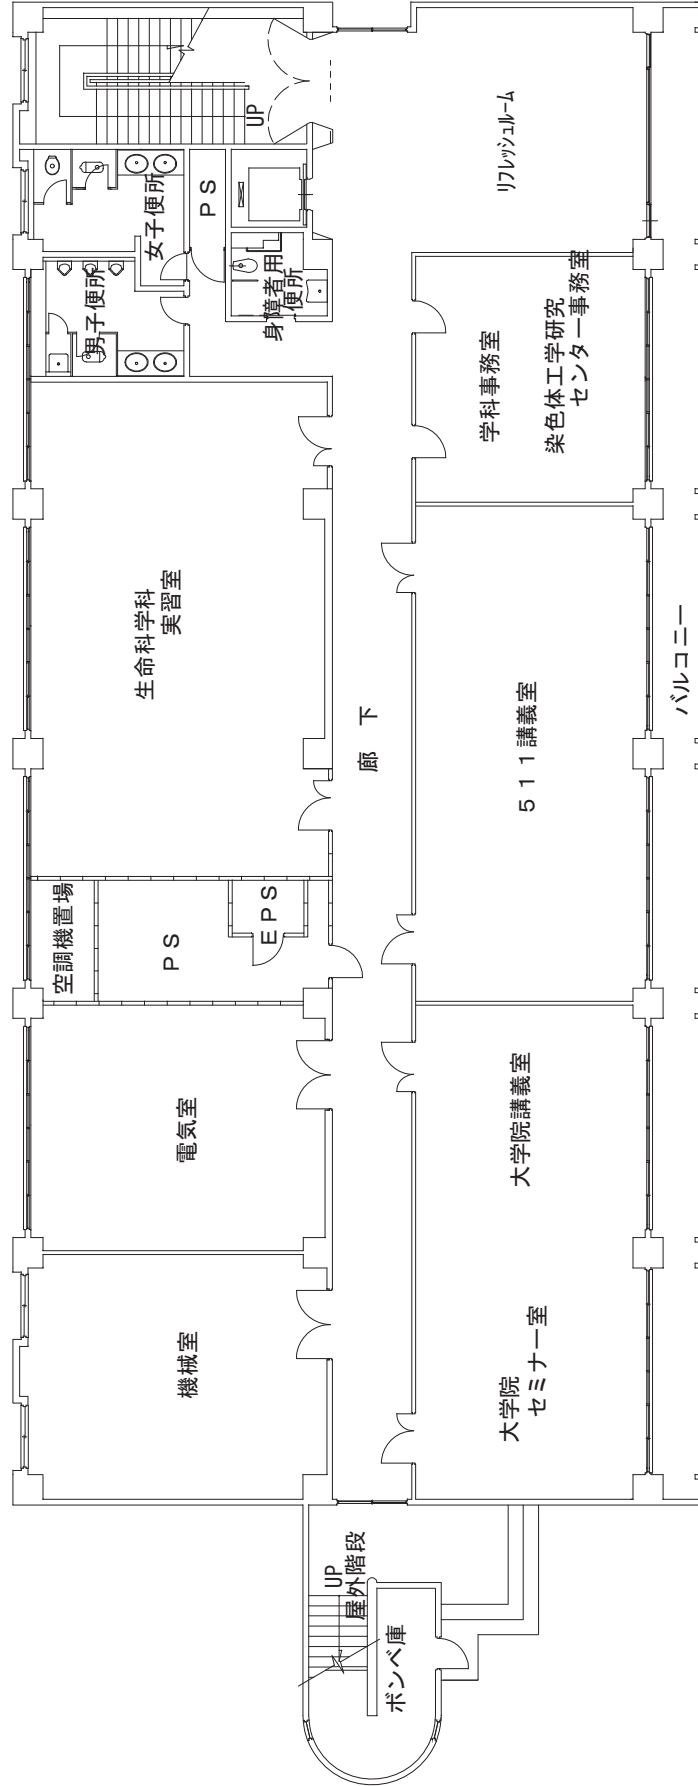 機械室
電気室
空調機置場
PS
EPS
生命科学科
実習室
男子便所
女子便所
PS
身障者用
便所
UP
廊 下
UP
屋外階段
ボンベ庫
大学院
セミナー室
大学院講義室
511講義室
学科事務室
染色体工学研究
センター事務室
リフレッシュルーム
バルコニー